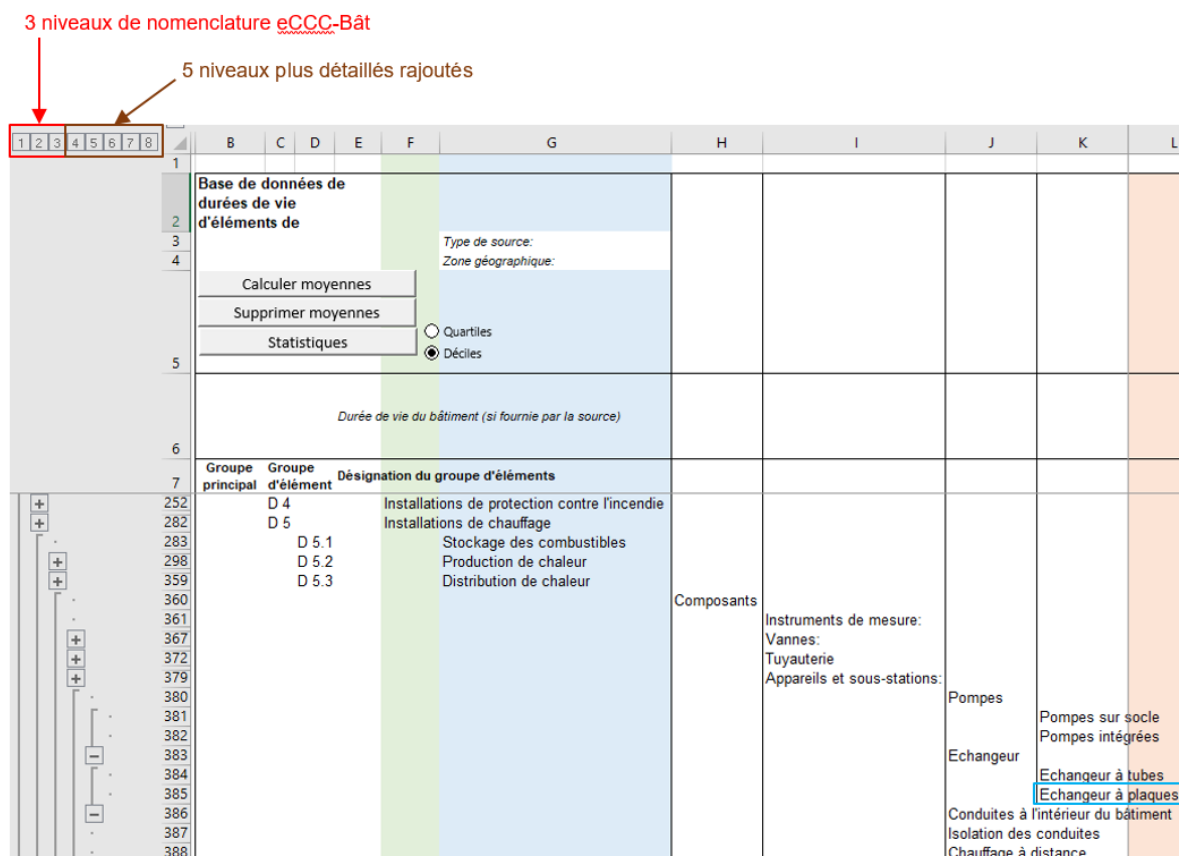 3 niveaux de nomenclature eCCC-Bât
5 niveaux plus détaillés rajoutés
1 2 3 4 5 6 7 8 B C D E F G H I J K L
1
Base de données de
durées de vie
2 d'éléments de
3 Type de source:
4 Zone géographique:
Calculer moyennes
Supprimer moyennes
Quartiles
Statistiques
Déciles
5
Durée de vie du bâtiment (si fournie par la source)
6
Groupe Groupe
principal d'élément Désignation du groupe d'éléments
7
252 D 4 Installations de protection contre l'incendie
282 D 5 Installations de chauffage
283 D 5.1 Stockage des combustibles
298 D 5.2 Production de chaleur
359 D 5.3 Distribution de chaleur
360 Composants
361 Instruments de mesure:
367 Vannes:
372 Tuyauterie
379 Appareils et sous-stations:
380 Pompes
381 Pompes sur socle
382 Pompes intégrées
383 Echangeur
384 Echangeur à tubes
385 Echangeur à plaques
386 Conduites à l'intérieur du bâtiment
387 Isolation des conduites
388 Chauffage à distance